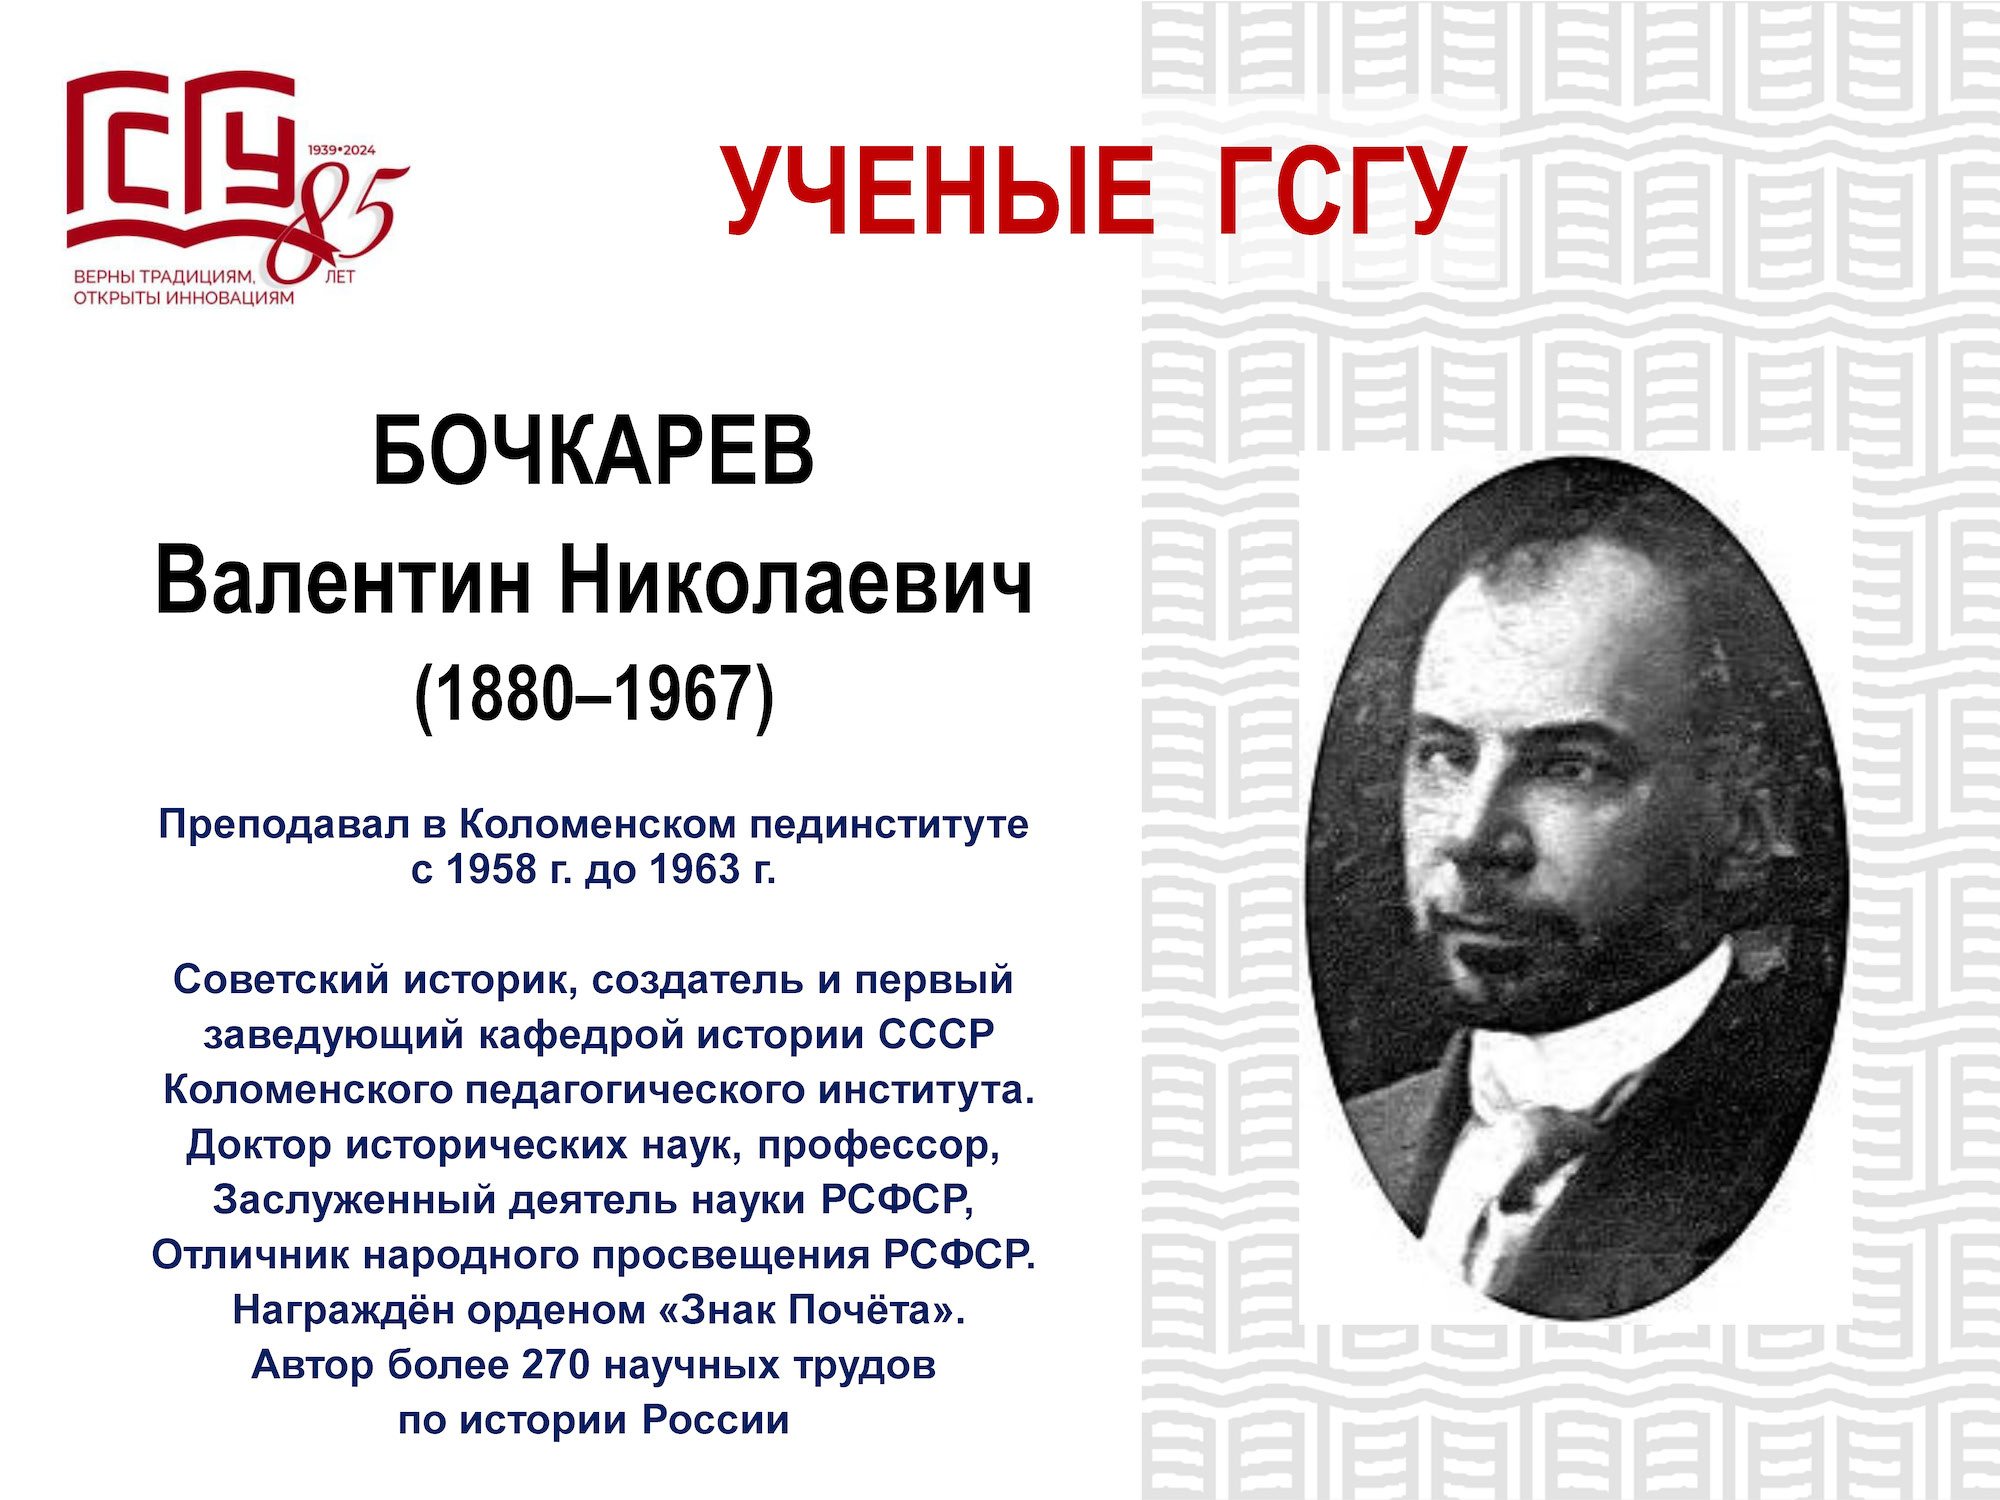 ГСГУ
1939•2024
85
ЛЕТ
ВЕРНЫ ТРАДИЦИЯМ,
ОТКРЫТЫ ИННОВАЦИЯМ
УЧЕНЫЕ ГСГУ
БОЧКАРЕВ
Валентин Николаевич
(1880–1967)
Преподавал в Коломенском пединституте
с 1958 г. до 1963 г.
Советский историк, создатель и первый
заведующий кафедрой истории СССР
Коломенского педагогического института.
Доктор исторических наук, профессор,
Заслуженный деятель науки РСФСР,
Отличник народного просвещения РСФСР.
Награждён орденом «Знак Почёта».
Автор более 270 научных трудов
по истории России